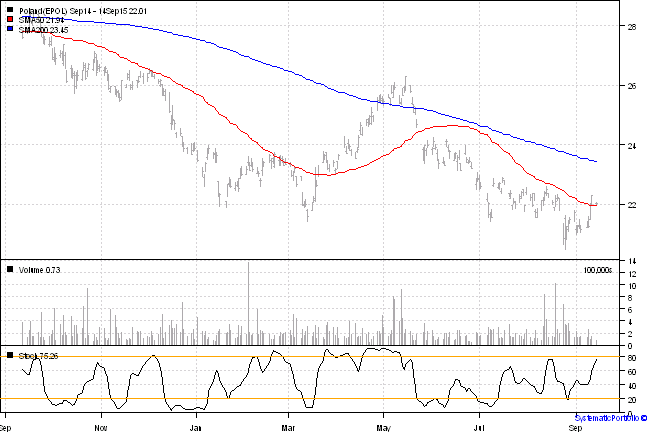 Poland(EPOL) Sep14 - 14Sep15 22.01
SMA50 21.94
SMA200 23.45
28
26
24
22
Volume 0.73
100,000s
14
12
10
8
6
4
2
0
Stoch 75.26
80
60
40
20
0
SystematicPortfolio ©
Sep
Nov
Jan
Mar
May
Jul
Sep